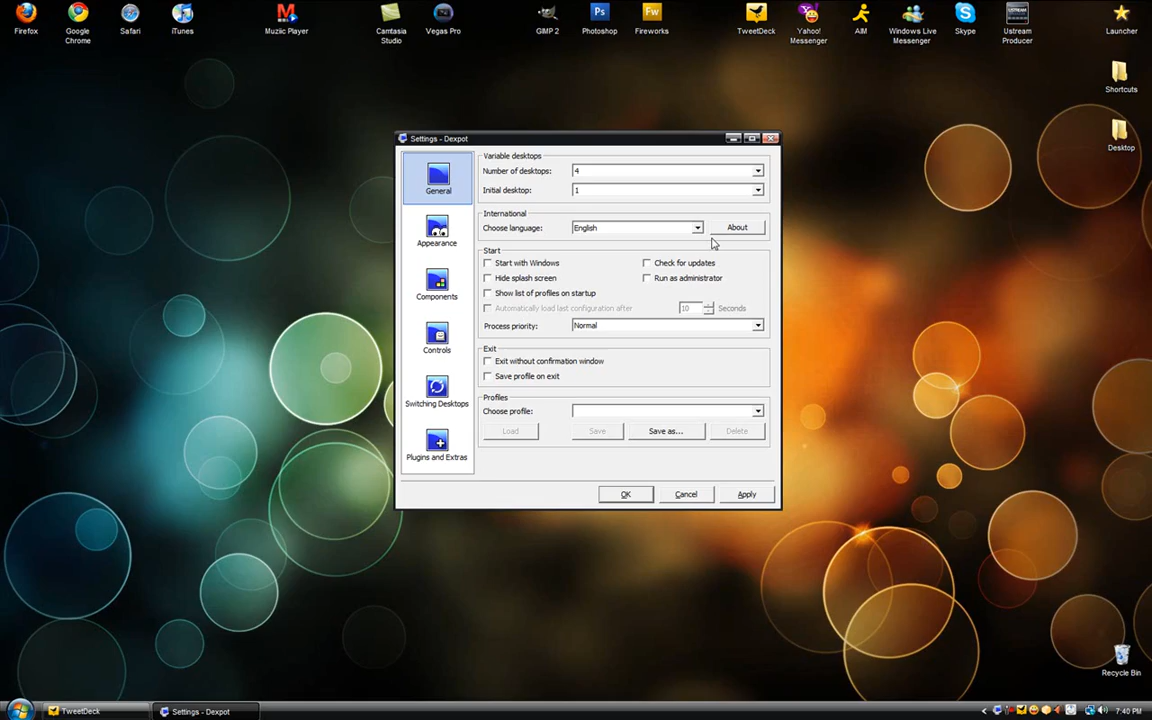 Firefox
Google Chrome
Safari
iTunes
Muziic Player
Camtasia Studio
Vegas Pro
GIMP 2
Ps
Photoshop
Fw
Fireworks
TweetDeck
Yahoo! Messenger
AIM
Windows Live Messenger
Skype
USTREAM
Ustream Producer
Launcher
Shortcuts
Desktop
Settings - Dexpot
General
Appearance
Components
Controls
Switching Desktops
Plugins and Extras
Variable desktops
Number of desktops: 4
Initial desktop: 1
International
Choose language: English About
Start
Start with Windows Check for updates
Hide splash screen Run as administrator
Show list of profiles on startup
Automatically load last configuration after 10 Seconds
Process priority: Normal
Exit
Exit without confirmation window
Save profile on exit
Profiles
Choose profile:
Load Save Save as... Delete
OK Cancel Apply
Recycle Bin
TweetDeck
Settings - Dexpot
7:40 PM